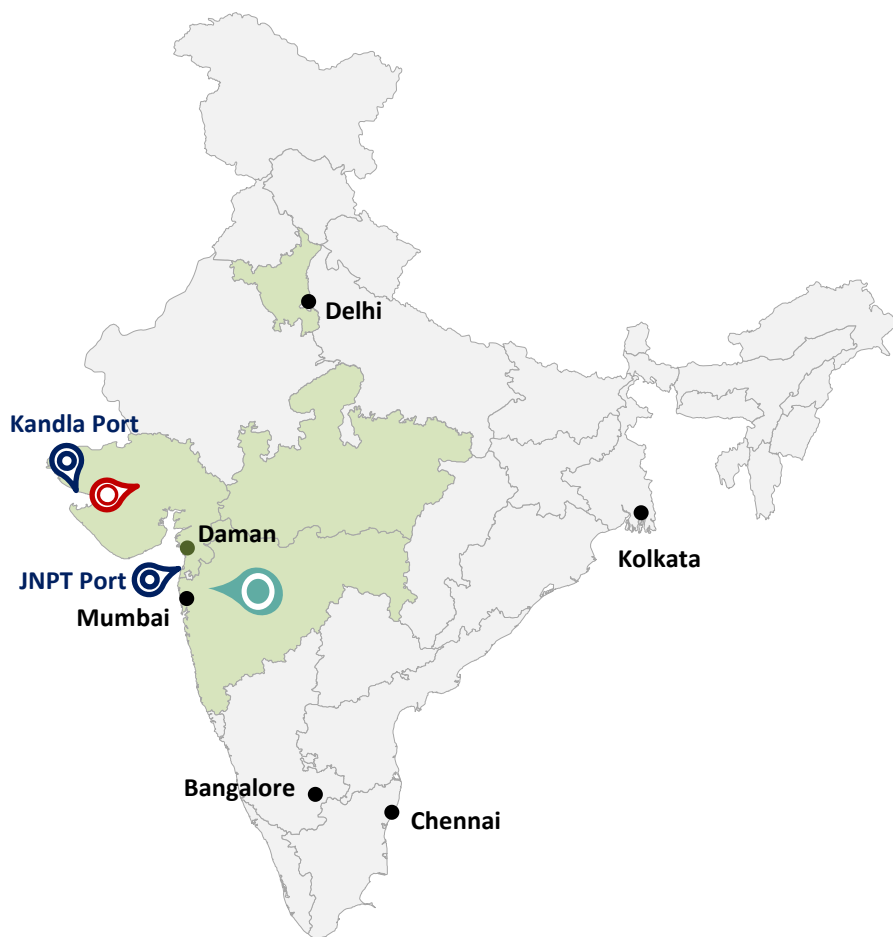 Delhi
Kandla Port
Daman
Kolkata
JNPT Port
Mumbai
Bangalore
Chennai